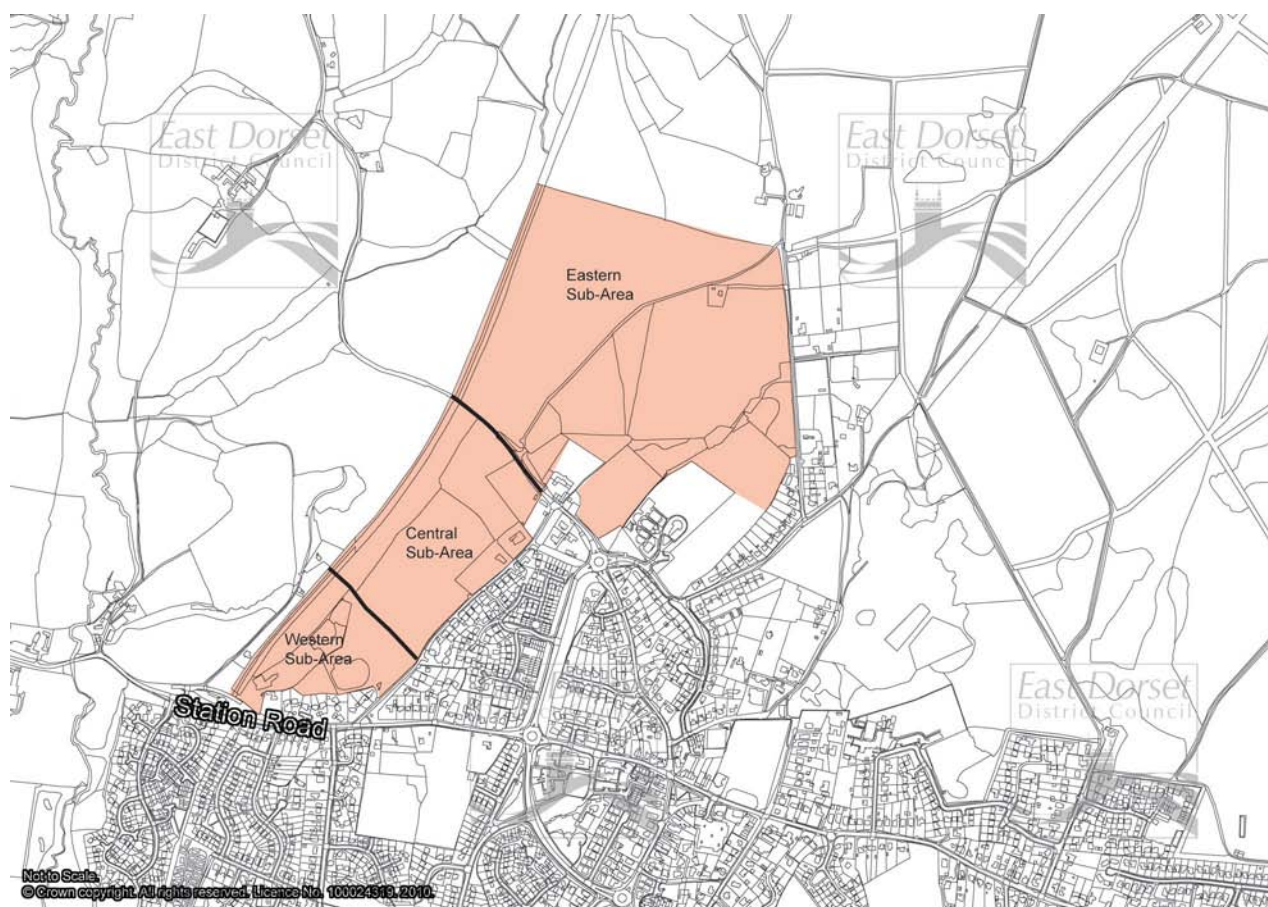 East Dorset
District Council
East Dorset
District Council
Eastern
Sub-Area
Central
Sub-Area
Western
Sub-Area
Station Road
East Dorset
District Council
Not to Scale.
© Crown copyright. All rights reserved. Licence No. 100024319. 2010.